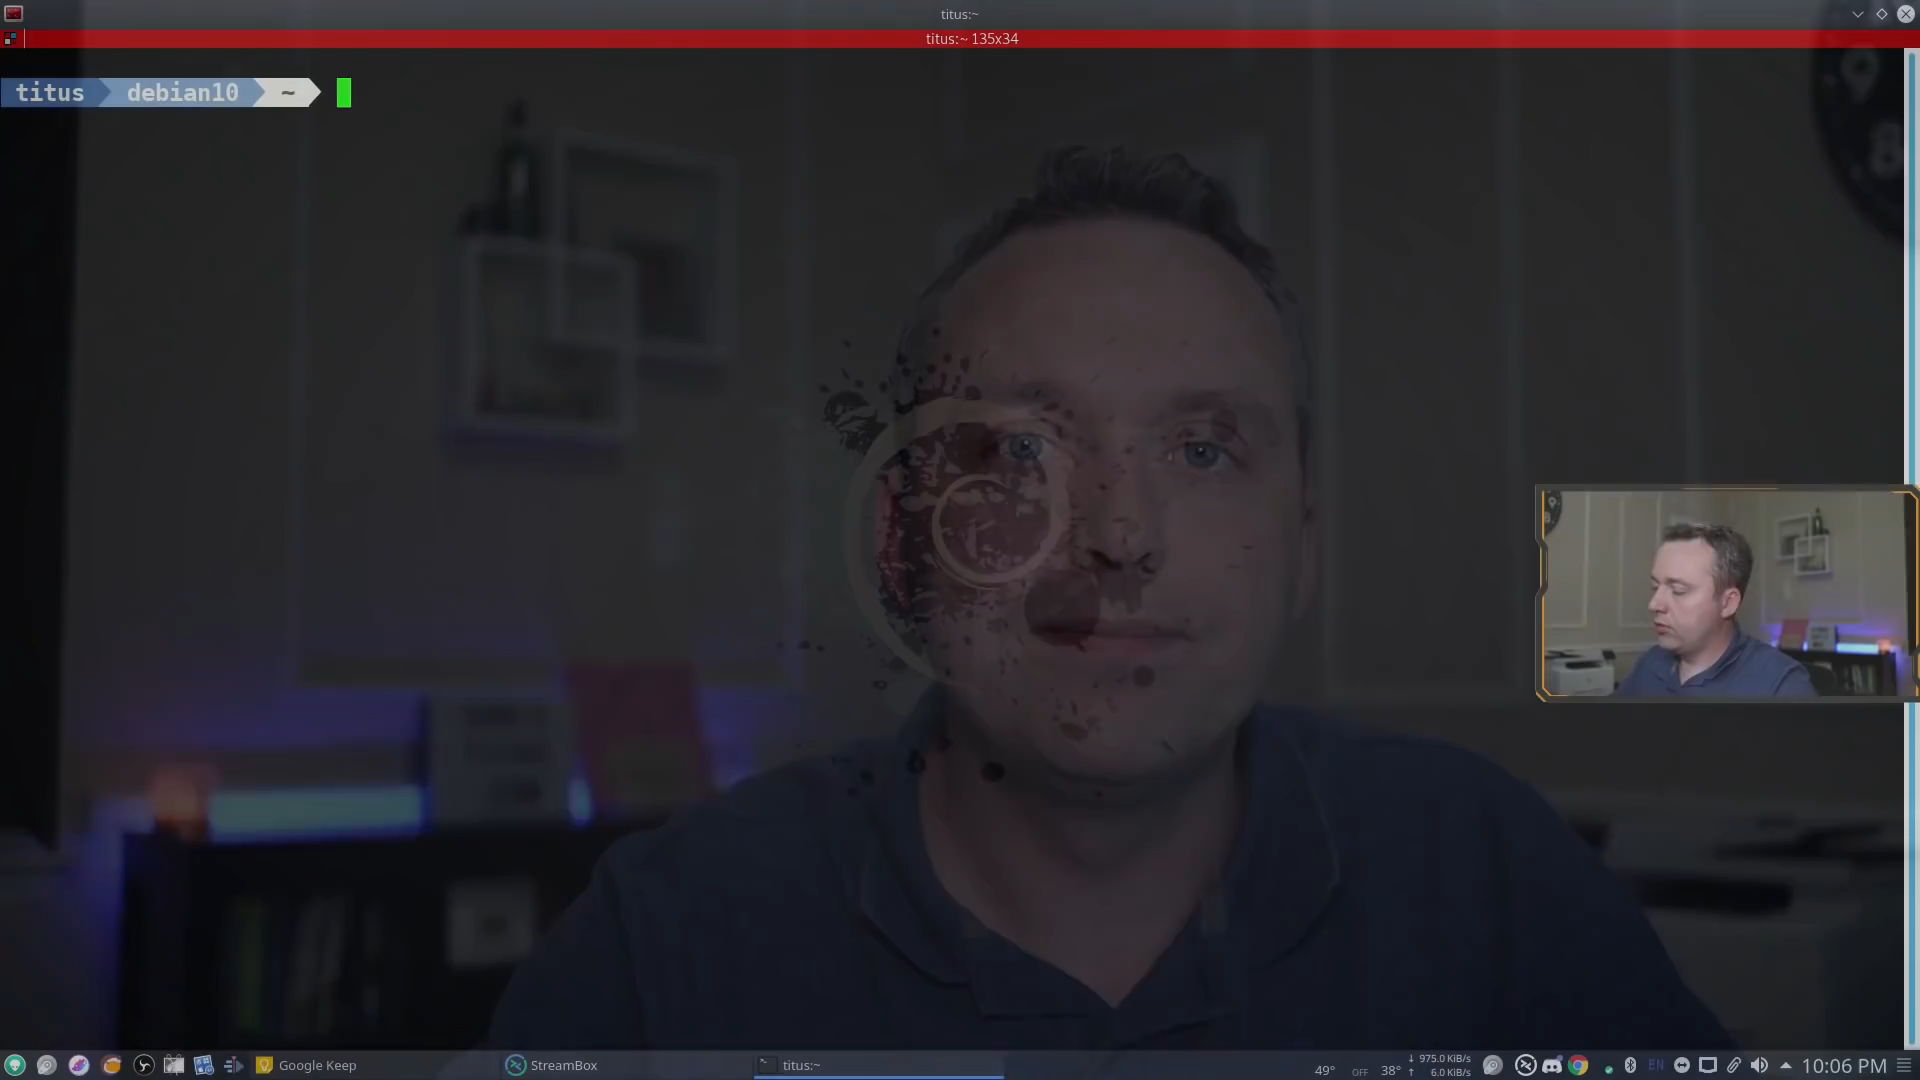 titus:~
titus:~ 135x34
titus debian10 ~
8
Google Keep
StreamBox
titus:~
49°
OFF
38°
↓ 975.0 KiB/s
↑ 6.0 KiB/s
EN
10:06 PM